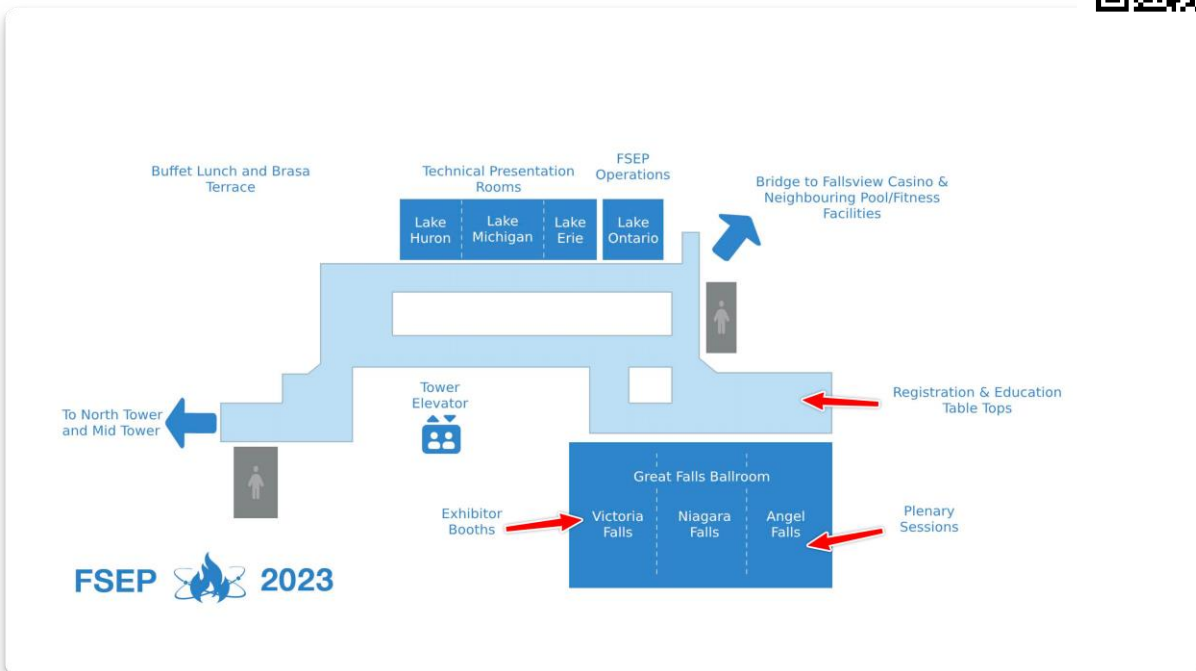 Buffet Lunch and Brasa
Terrace
Technical Presentation
Rooms
FSEP
Operations
Bridge to Fallsview Casino &
Neighbouring Pool/Fitness
Facilities
Lake
Huron
Lake
Michigan
Lake
Erie
Lake
Ontario
To North Tower
and Mid Tower
Tower
Elevator
Registration & Education
Table Tops
Great Falls Ballroom
Exhibitor
Booths
Victoria
Falls
Niagara
Falls
Angel
Falls
Plenary
Sessions
FSEP 2023